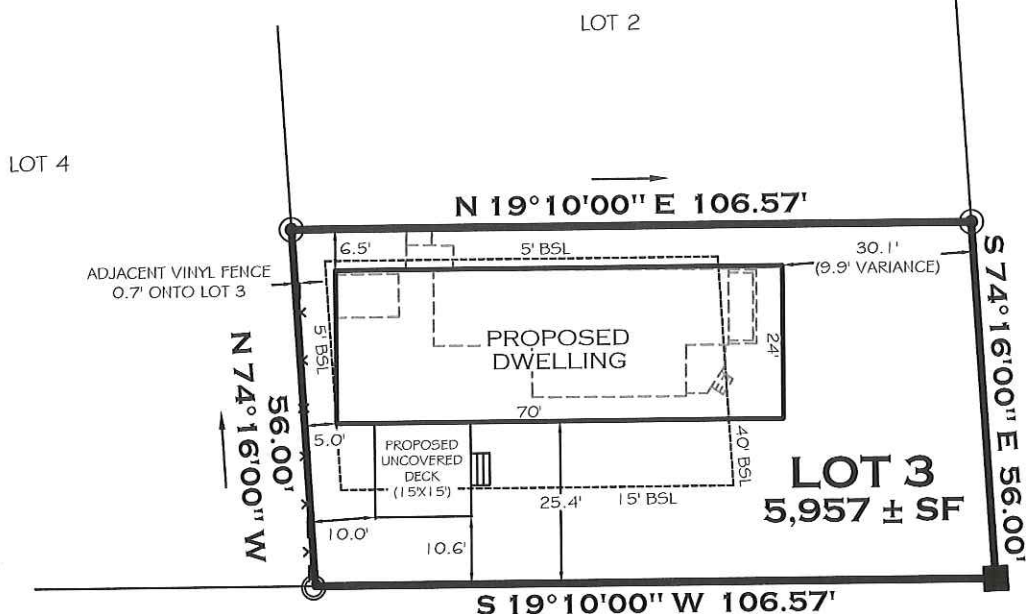 LOT 2
LOT 4
N 19°10'00" E 106.57'
6.5'
5' BSL
30.1'
(9.9' VARIANCE)
ADJACENT VINYL FENCE
0.7' ONTO LOT 3
S 74°16'00" E 56.00'
5' BSL
PROPOSED
DWELLING
24'
N 74°16'00" W
56.00'
70'
5.0'
PROPOSED
UNCOVERED
DECK
(15'X15')
40' BSL
25.4'
15' BSL
LOT 3
5,957 ± SF
10.0'
10.6'
S 19°10'00" W 106.57'